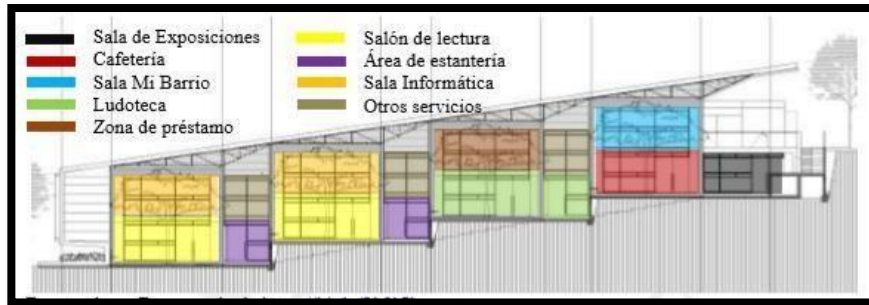 Sala de Exposiciones
Cafetería
Sala Mi Barrio
Ludoteca
Zona de préstamo
Salón de lectura
Área de estantería
Sala Informática
Otros servicios